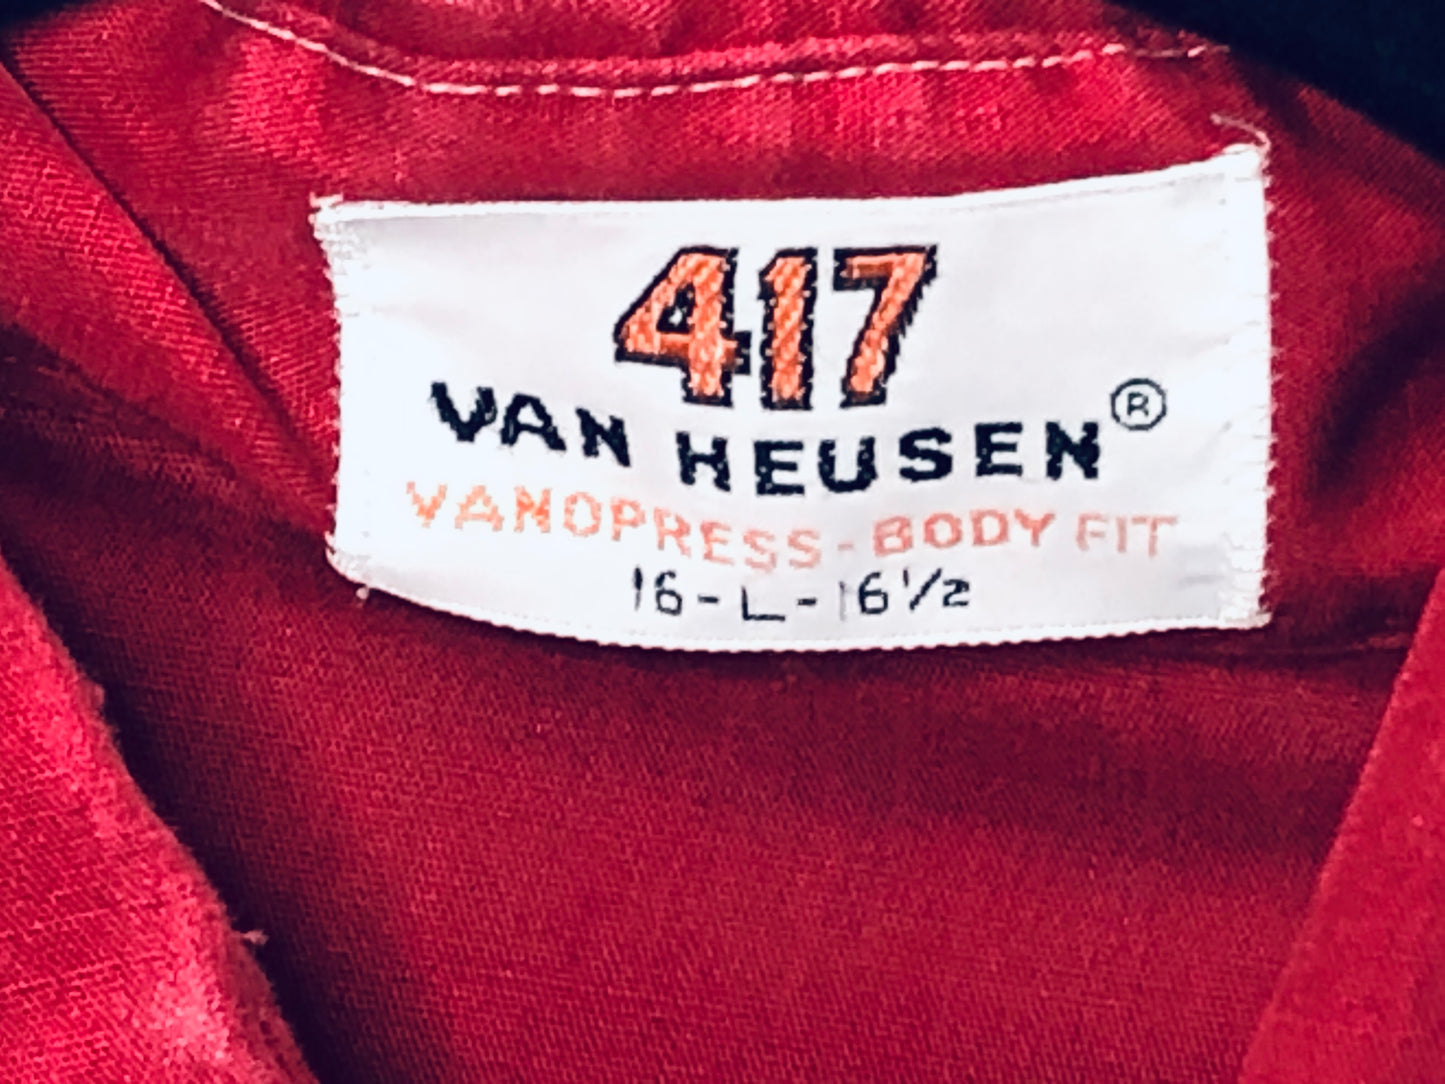 417
VAN HEUSEN®
VANOPRESS-BODY FIT
16-L-16½